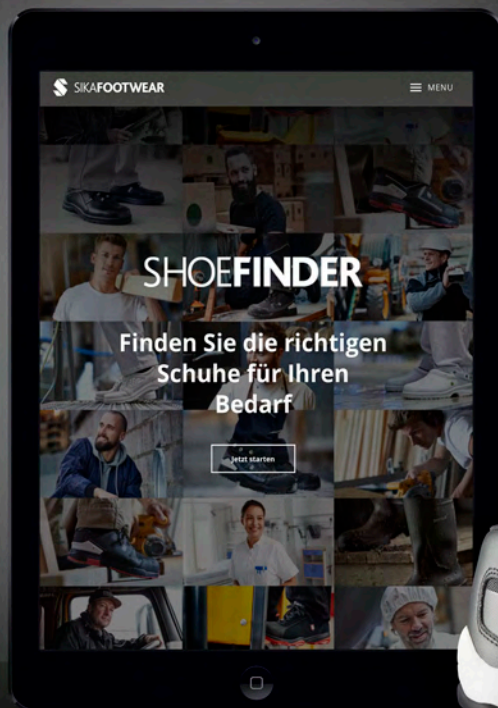 SIKAFOOTWEAR
MENU
SHOEFINDER
Finden Sie die richtigen
Schuhe für Ihren
Bedarf
Jetzt starten